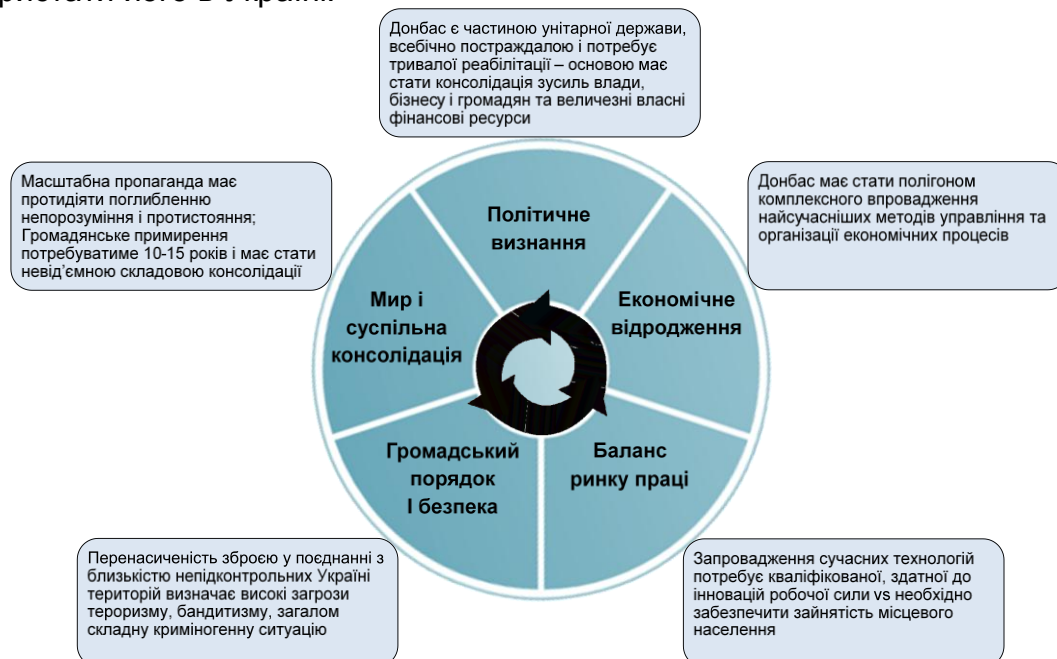 Донбас є частиною унітарної держави,
всебічно постраждалою і потребує
тривалої реабілітації – основою має
стати консолідація зусиль влади,
бізнесу і громадян та величезні власні
фінансові ресурси
Масштабна пропаганда має
протидіяти поглибленню
непорозуміння і протистояння;
Громадянське примирення
потребуватиме 10-15 років і має стати
невід’ємною складовою консолідації
Донбас має стати полігоном
комплексного впровадження
найсучасніших методів управління та
організації економічних процесів
Політичне
визнання
Мир і
суспільна
консолідація
Економічне
відродження
Громадський
порядок
І безпека
Баланс
ринку праці
Перенасиченість зброєю у поєднанні з
близькістю непідконтрольних Україні
територій визначає високі загрози
тероризму, бандитизму, загалом
складну криміногенну ситуацію
Запровадження сучасних технологій
потребує кваліфікованої, здатної до
інновацій робочої сили vs необхідно
забезпечити зайнятість місцевого
населення